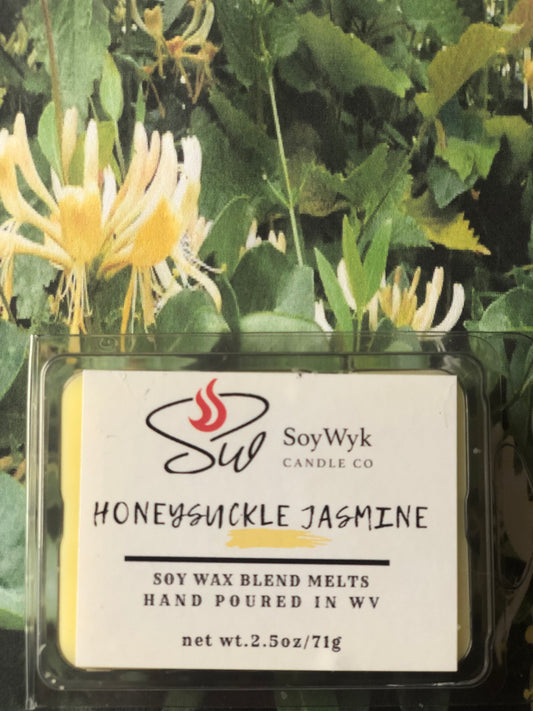 Sw
SoyWyk
CANDLE CO
HONEYSUCKLE JASMINE
SOY WAX BLEND MELTS
HAND POURED IN WV
net wt.2.5oz/71g